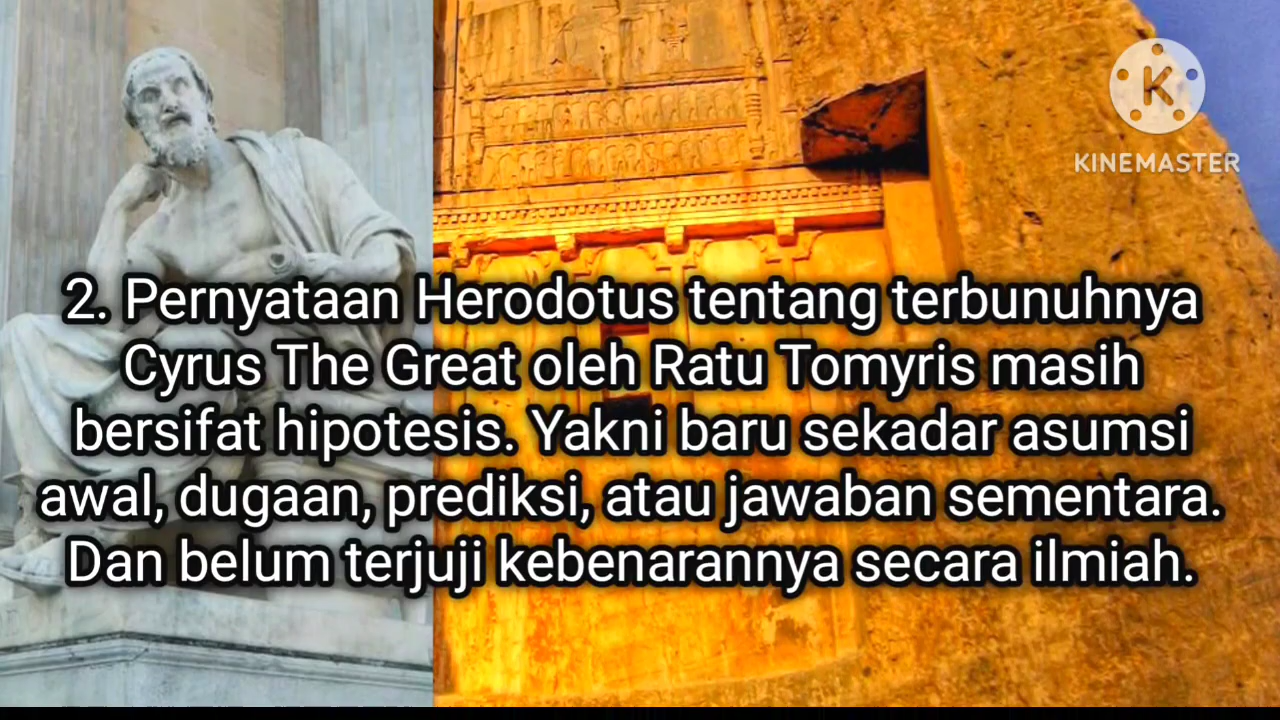 KINEMASTER
2. Pernyataan Herodotus tentang terbunuhnya
Cyrus The Great oleh Ratu Tomyris masih
bersifat hipotesis. Yakni baru sekadar asumsi
awal, dugaan, prediksi, atau jawaban sementara.
Dan belum terjuji kebenarannya secara ilmiah.